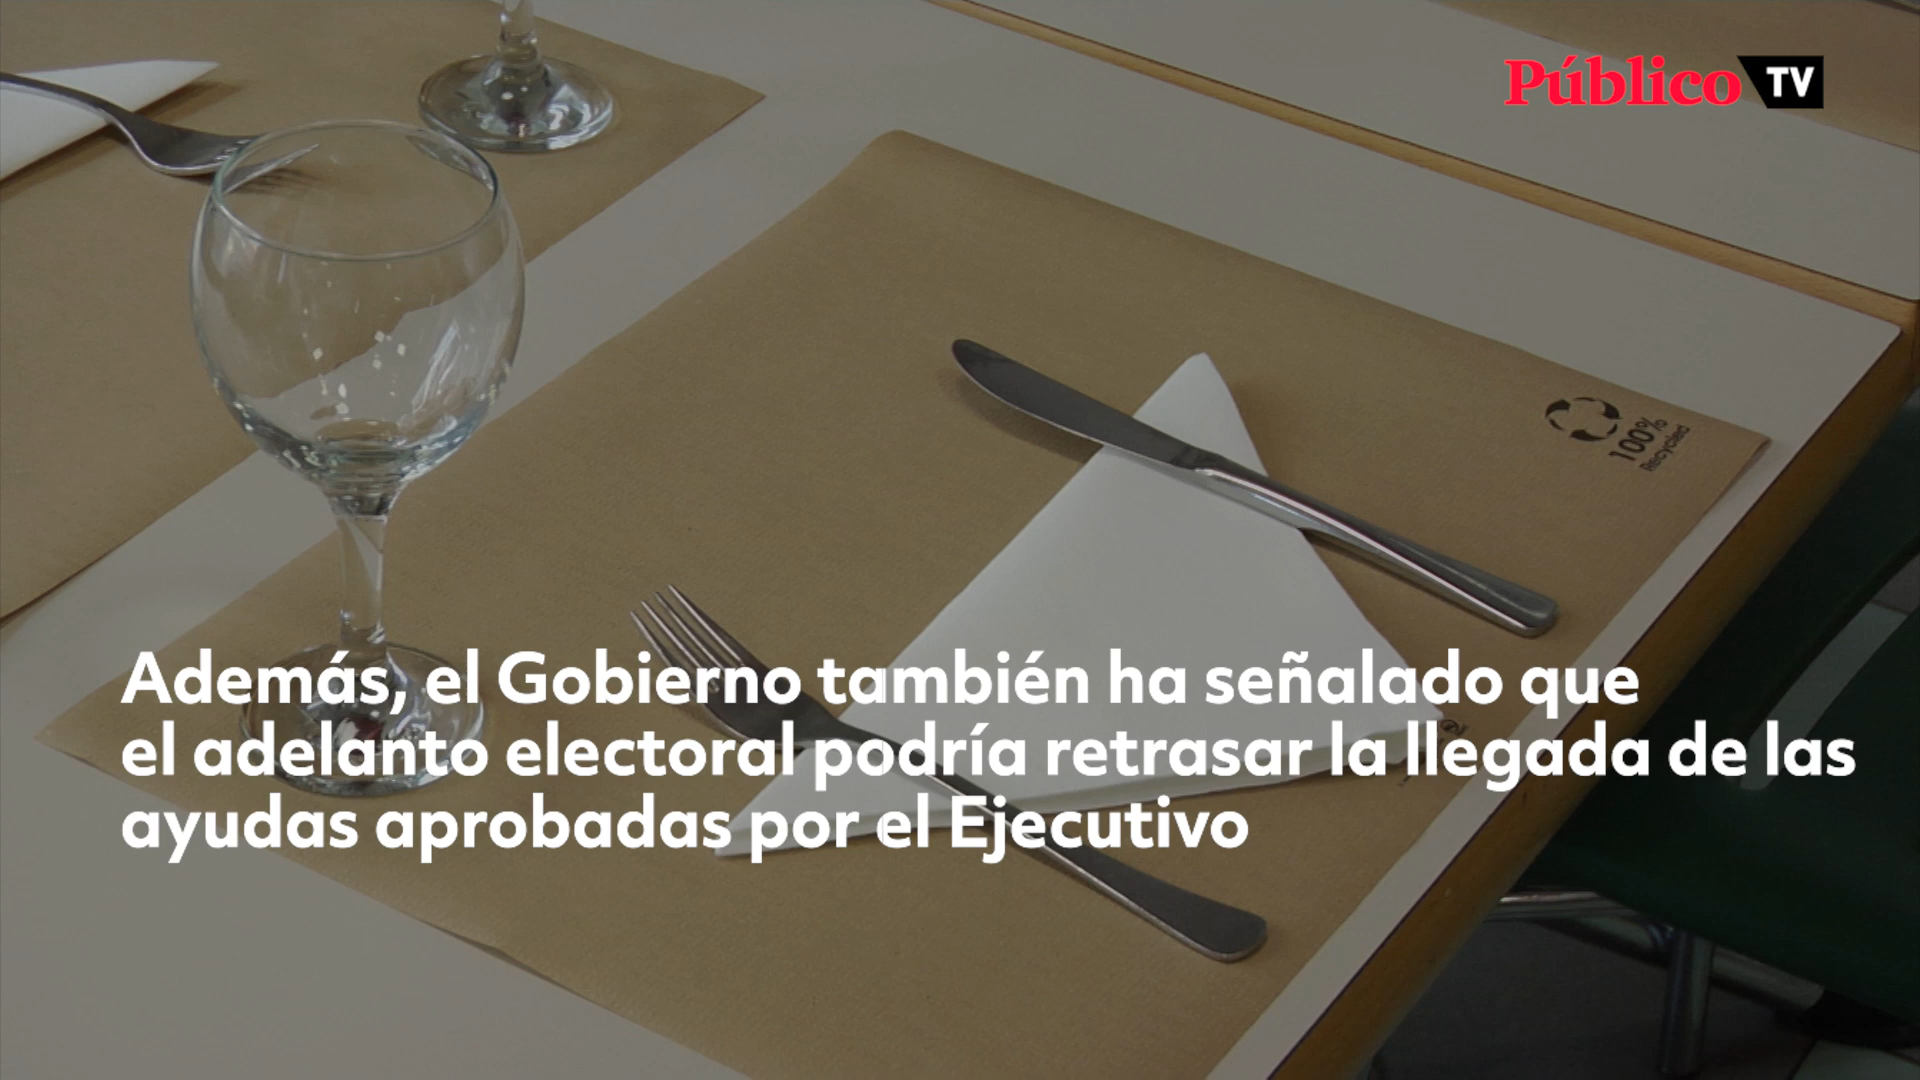 Público TV
100%
Recycled
Además, el Gobierno también ha señalado que
el adelanto electoral podría retrasar la llegada de las
ayudas aprobadas por el Ejecutivo